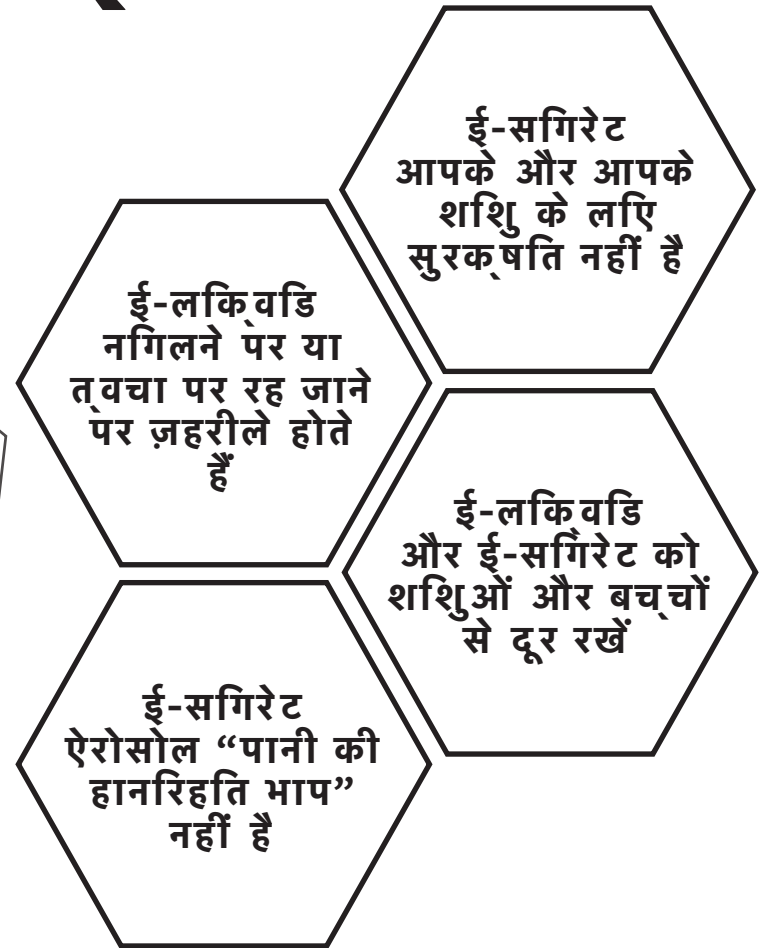 ई-सगिरेट
आपके और आपके
शशिु के लएि
सुरक्षति नहीं है
ई-लकि्वडि
नगिलने पर या
त्वचा पर रह जाने
पर ज़हरीले होते
हैं
ई-लकि्वडि
और ई-सगिरेट को
शशिुओं और बच्चों
से दूर रखें
ई-सगिरेट
ऐरोसोल “पानी की
हानरिहति भाप”
नहीं है